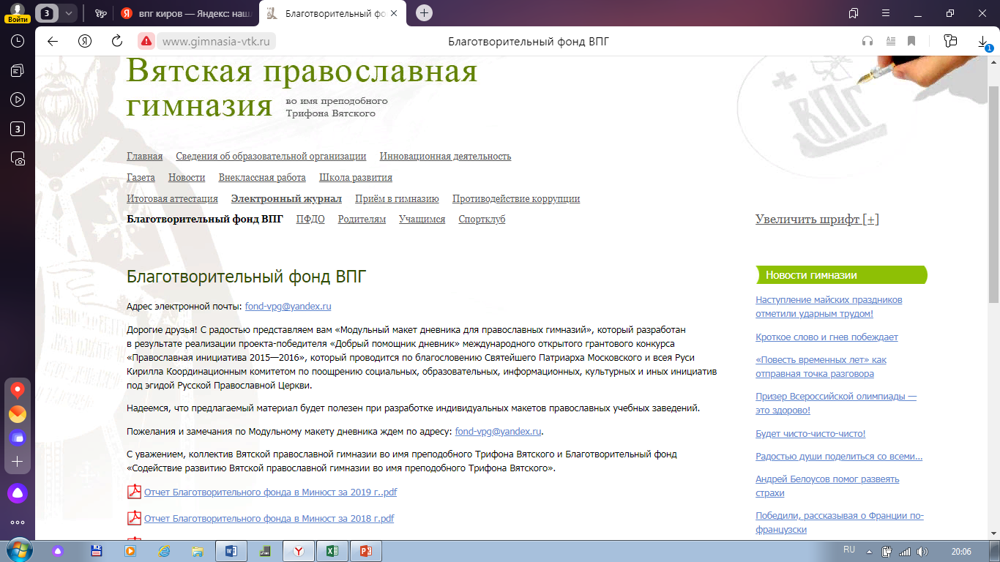 Войти
3
впг киров — Яндекс наш
Благотворительный фо
www.gimnasia-vtk.ru
Благотворительный фонд ВПГ
1
3
Вятская православная
гимназия
во имя преподобного
Трифона Вятского
ВПГ
Главная Сведения об образовательной организации Инновационная деятельность
Газета Новости Внеклассная работа Школа развития
Итоговая аттестация Электронный журнал Приём в гимназию Противодействие коррупции
Благотворительный фонд ВПГ ПФДО Родителям Учащимся Спортклуб
Увеличить шрифт [+]
Благотворительный фонд ВПГ
Адрес электронной почты: fond-vpg@yandex.ru
Дорогие друзья! С радостью представляем вам «Модульный макет дневника для православных гимназий», который разработан
в результате реализации проекта-победителя «Добрый помощник дневник» международного открытого грантового конкурса
«Православная инициатива 2015—2016», который проводится по благословению Святейшего Патриарха Московского и всея Руси
Кирилла Координационным комитетом по поощрению социальных, образовательных, информационных, культурных и иных инициатив
под эгидой Русской Православной Церкви.
Надеемся, что предлагаемый материал будет полезен при разработке индивидуальных макетов православных учебных заведений.
Пожелания и замечания по Модульному макету дневника ждем по адресу: fond-vpg@yandex.ru.
С уважением, коллектив Вятской православной гимназии во имя преподобного Трифона Вятского и Благотворительный фонд
«Содействие развитию Вятской православной гимназии во имя преподобного Трифона Вятского».
Отчет Благотворительного фонда в Минюст за 2019 г..pdf
Отчет Благотворительного фонда в Минюст за 2018 г.pdf
Новости гимназии
Наступление майских праздников
отметили ударным трудом!
Кроткое слово и гнев побеждает
«Повесть временных лет» как
отправная точка разговора
Призер Всероссийской олимпиады —
это здорово!
Будет чисто-чисто-чисто!
Радостью души поделиться со всеми...
Андрей Белоусов помог развеять
страхи
Победили, рассказывая о Франции по-
французски
RU
20:06